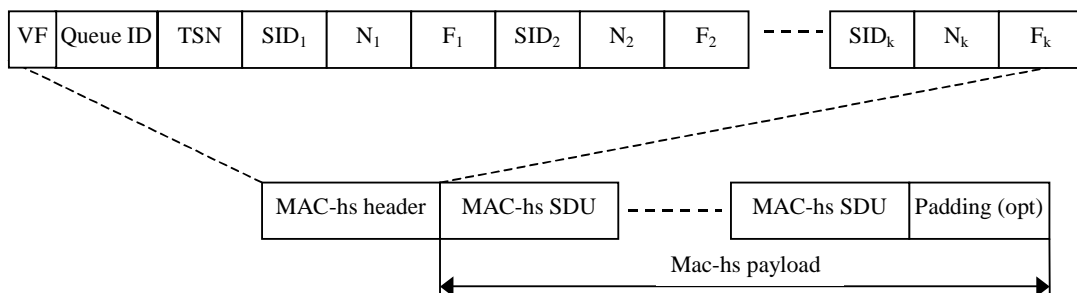 VF Queue ID TSN SID₁ N₁ F₁ SID₂ N₂ F₂ SIDₖ Nₖ Fₖ
MAC-hs header MAC-hs SDU MAC-hs SDU Padding (opt)
Mac-hs payload